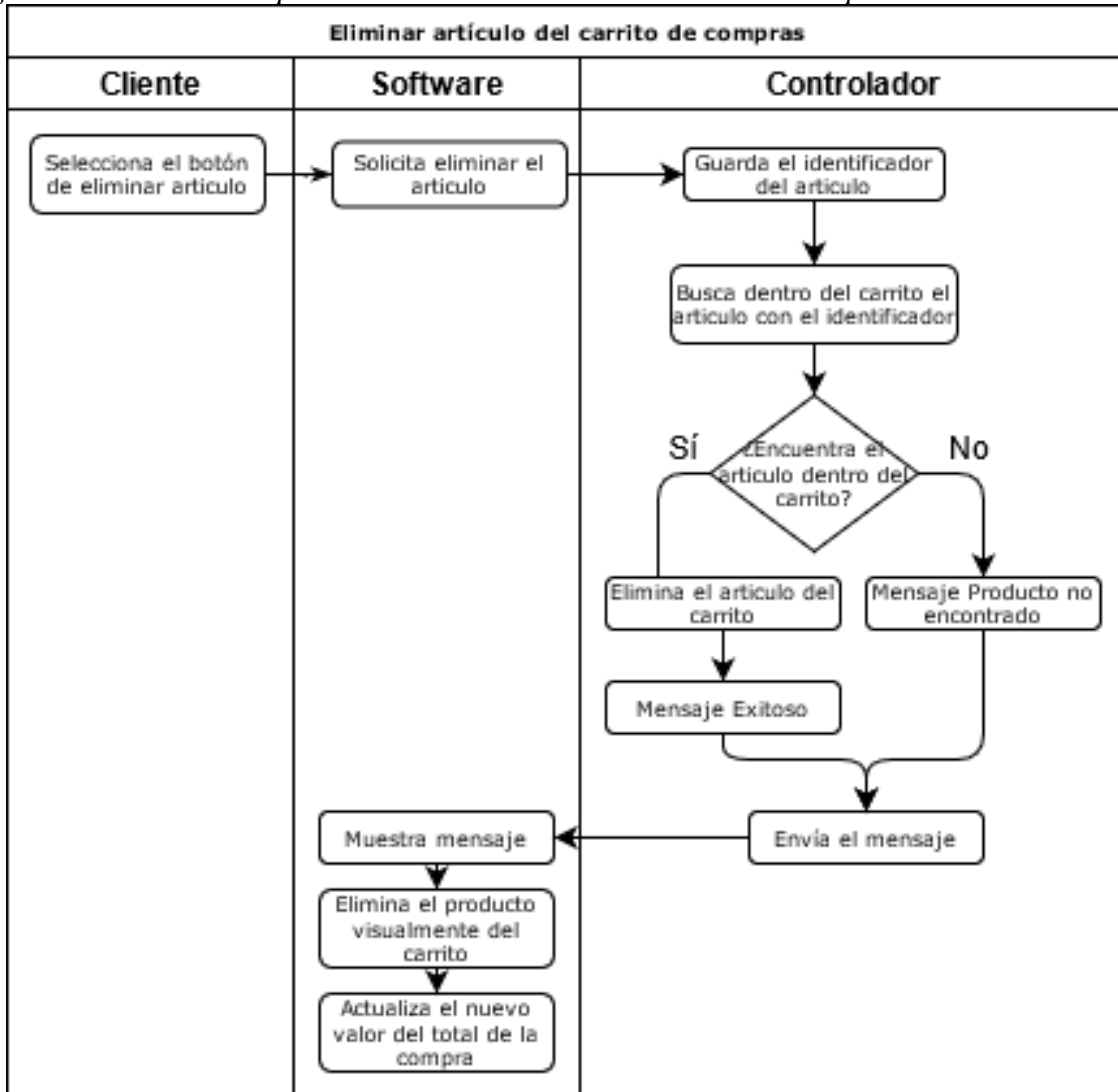 Eliminar artículo del carrito de compras
Cliente
Software
Controlador
Selecciona el botón
de eliminar articulo
Solicita eliminar el
articulo
Guarda el identificador
del articulo
Busca dentro del carrito el
articulo con el identificador
¿Encuentra el
articulo dentro del
carrito?
Sí
No
Elimina el articulo del
carrito
Mensaje Producto no
encontrado
Mensaje Exitoso
Envía el mensaje
Muestra mensaje
Elimina el producto
visualmente del
carrito
Actualiza el nuevo
valor del total de la
compra